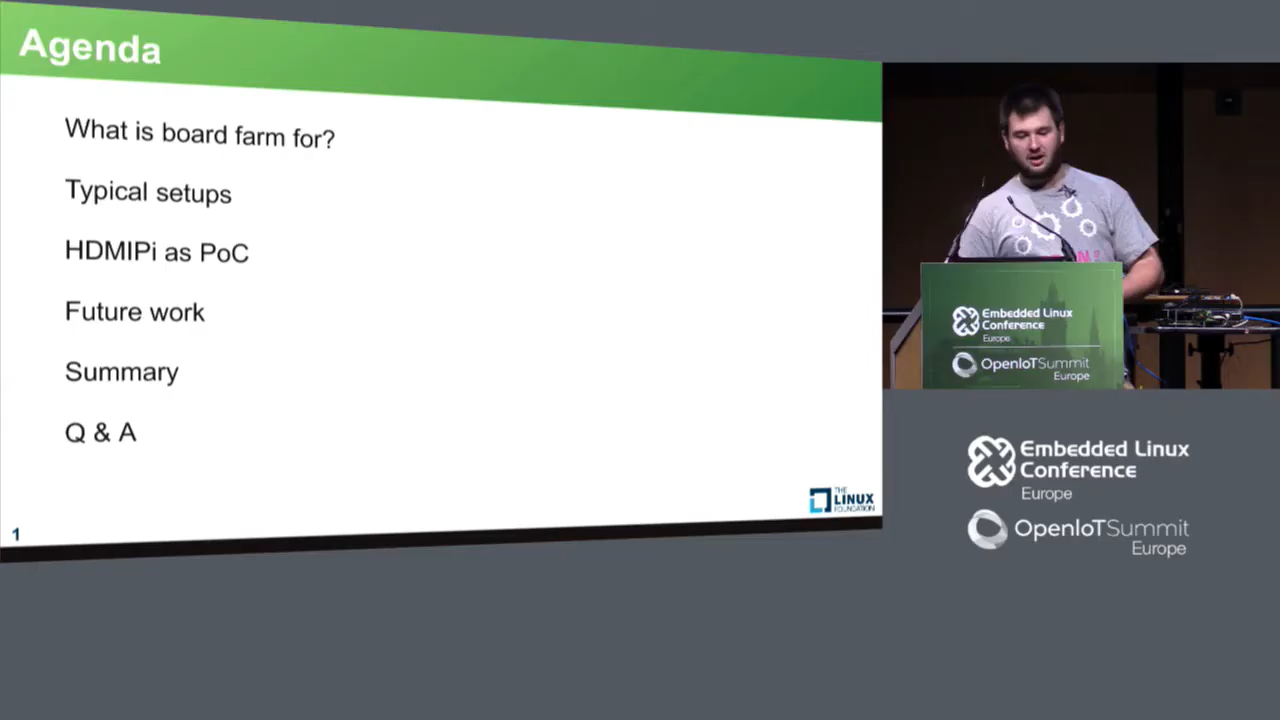 Agenda
What is board farm for?
Typical setups
HDMIPi as PoC
Future work
Summary
Q & A
1
THE
LINUX
FOUNDATION
Embedded Linux
Conference
Europe
OpenIoTSummit
Europe
Embedded Linux
Conference
Europe
OpenIoTSummit
Europe